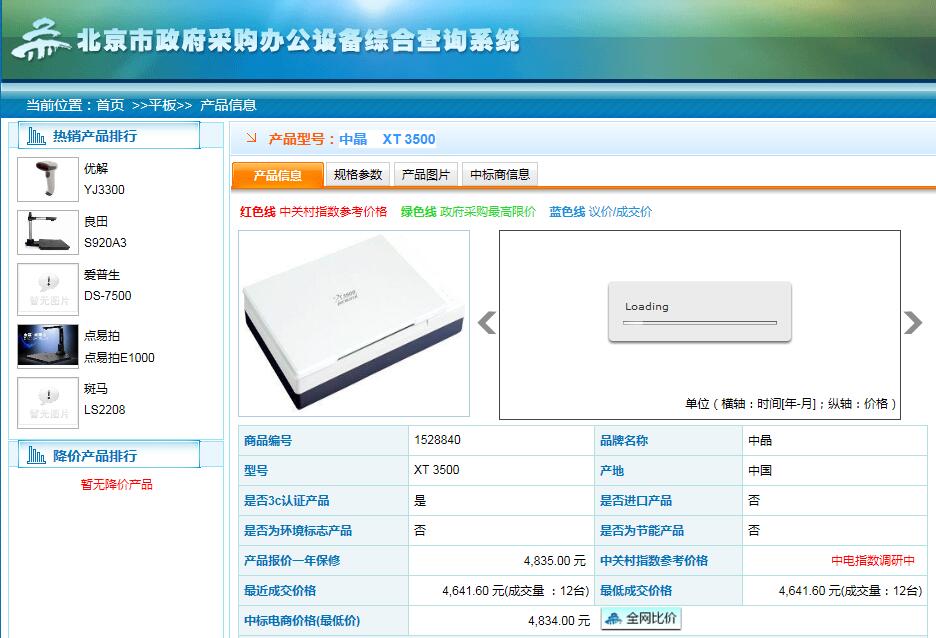 北京市政府采购办公设备综合查询系统
当前位置：首页 >>平板>> 产品信息
热销产品排行
优解
YJ3300
良田
S920A3
暂无图片
爱普生
DS-7500
点易拍
点易拍E1000
暂无图片
斑马
LS2208
降价产品排行
暂无降价产品
产品型号：中晶 XT 3500
产品信息 规格参数 产品图片 中标商信息
红色线 中关村指数参考价格 绿色线 政府采购最高限价 蓝色线 议价/成交价
Loading
单位（横轴：时间[年-月]；纵轴：价格）
商品编号 1528840 品牌名称 中晶
型号 XT 3500 产地 中国
是否3c认证产品 是 是否进口产品 否
是否为环境标志产品 否 是否为节能产品 否
产品报价一年保修 4,835.00 元 中关村指数参考价格 中电指数调研中
最近成交价格 4,641.60 元(成交量 ：12台) 最低成交价格 4,641.60 元(成交量：12台)
中标电商价格(最低价) 4,834.00 元 全网比价